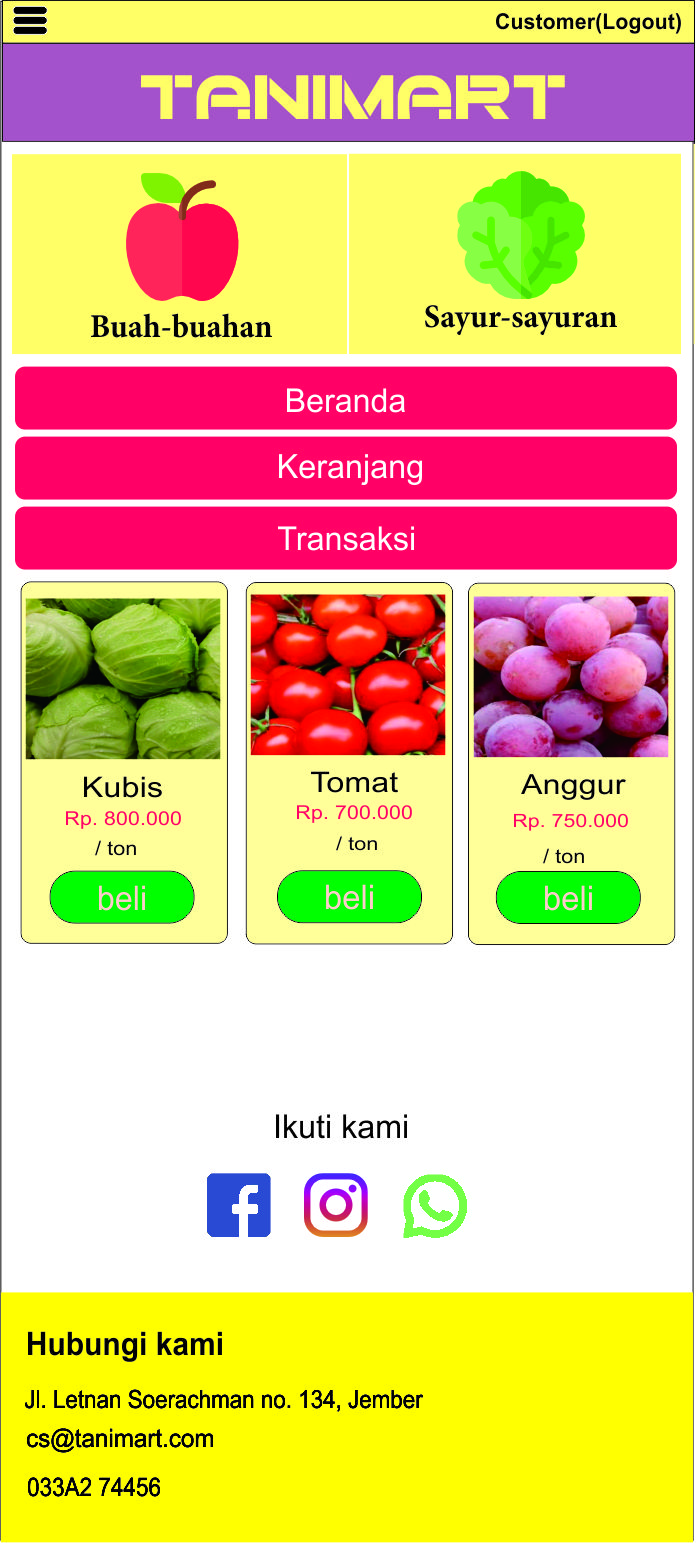 Customer(Logout)
TANIMART
Buah-buahan
Sayur-sayuran
Beranda
Keranjang
Transaksi
Kubis
Rp. 800.000
/ ton
beli
Tomat
Rp. 700.000
/ ton
beli
Anggur
Rp. 750.000
/ ton
beli
Ikuti kami
Hubungi kami
Jl. Letnan Soerachman no. 134, Jember
cs@tanimart.com
033A2 74456